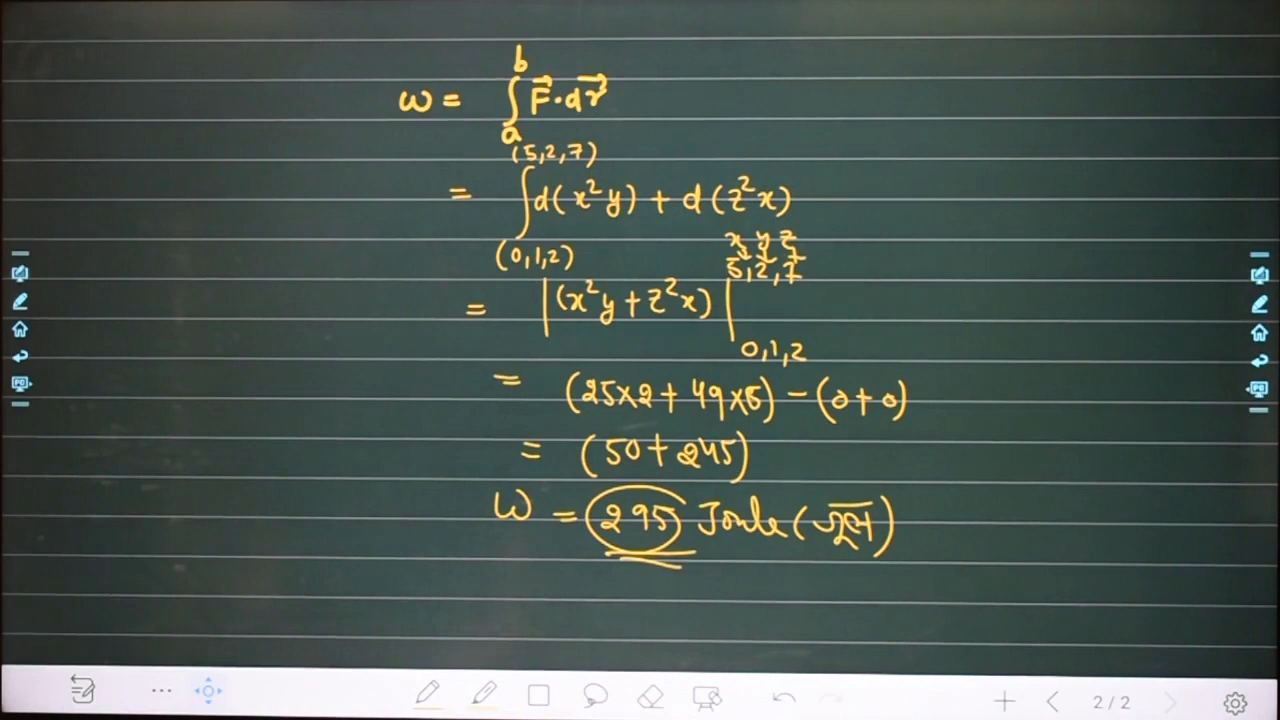 b
W = ∫ F⃗·dr⃗
a
(5,2,7)
= ∫ d(x²y) + d(z²x)
(0,1,2)
x, y, z
5,2,7
= |(x²y + z²x)|
0,1,2
= (25×2 + 49×5) − (0+0)
= (50 + 245)
W = 295 Joule (जूल)
2/2